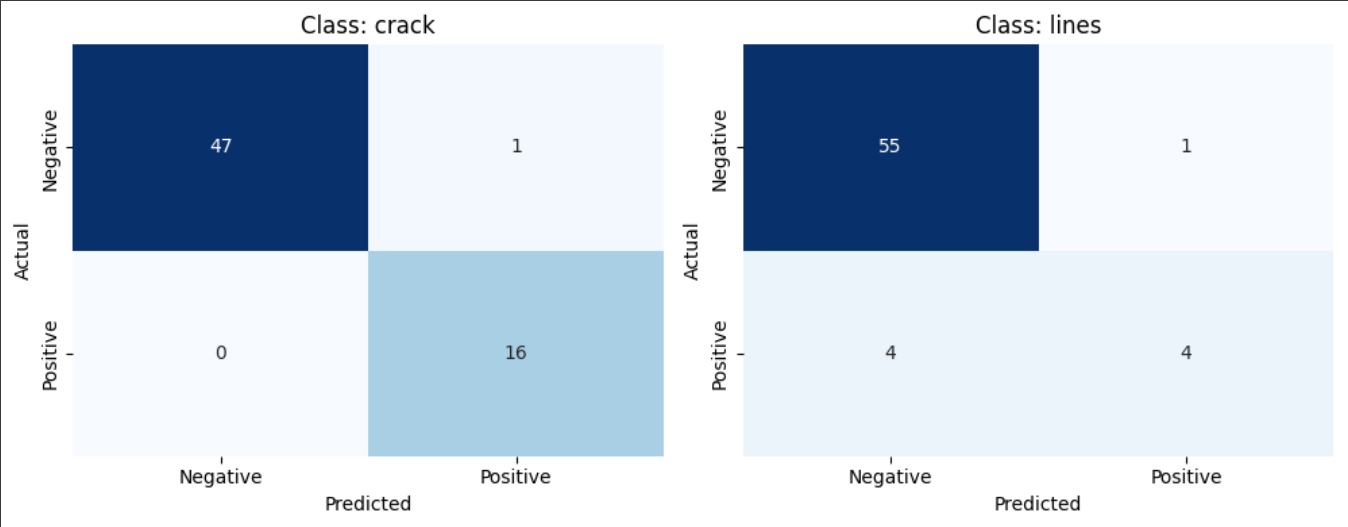 Class: crack
Negative
47
1
Actual
Positive
0
16
Negative
Positive
Predicted
Class: lines
Negative
55
1
Actual
Positive
4
4
Negative
Positive
Predicted